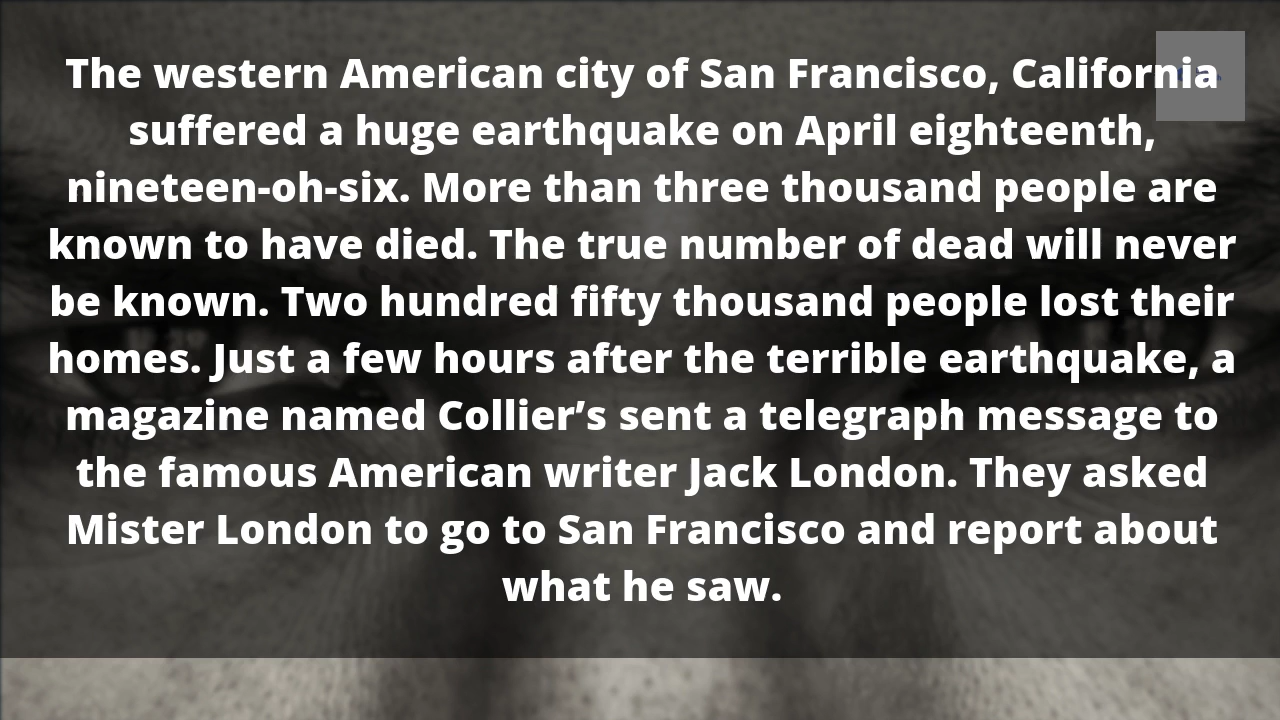 The western American city of San Francisco, California
suffered a huge earthquake on April eighteenth,
nineteen-oh-six. More than three thousand people are
known to have died. The true number of dead will never
be known. Two hundred fifty thousand people lost their
homes. Just a few hours after the terrible earthquake, a
magazine named Collier’s sent a telegraph message to
the famous American writer Jack London. They asked
Mister London to go to San Francisco and report about
what he saw.